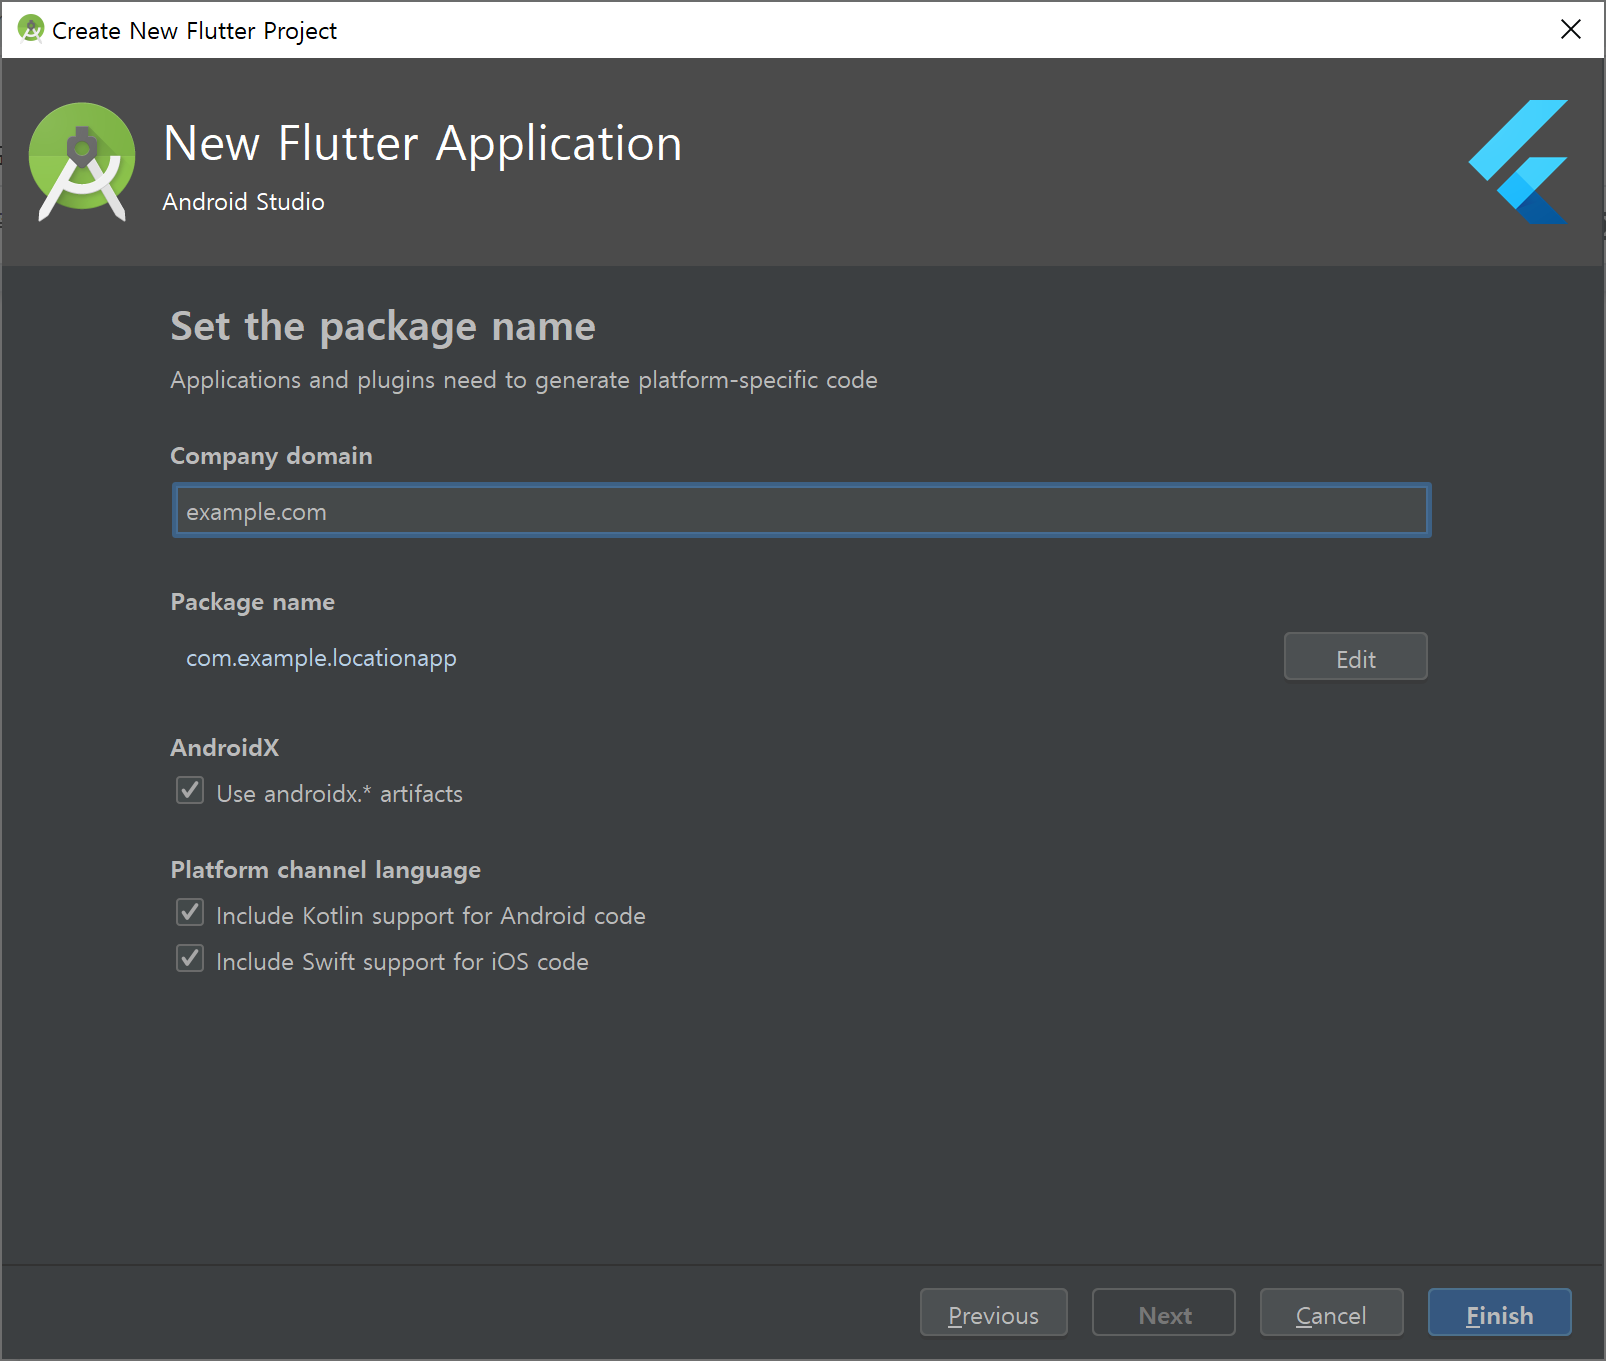 Create New Flutter Project
New Flutter Application
Android Studio
Set the package name
Applications and plugins need to generate platform-specific code
Company domain
example.com
Package name
com.example.locationapp
Edit
AndroidX
Use androidx.* artifacts
Platform channel language
Include Kotlin support for Android code
Include Swift support for iOS code
Previous
Next
Cancel
Finish